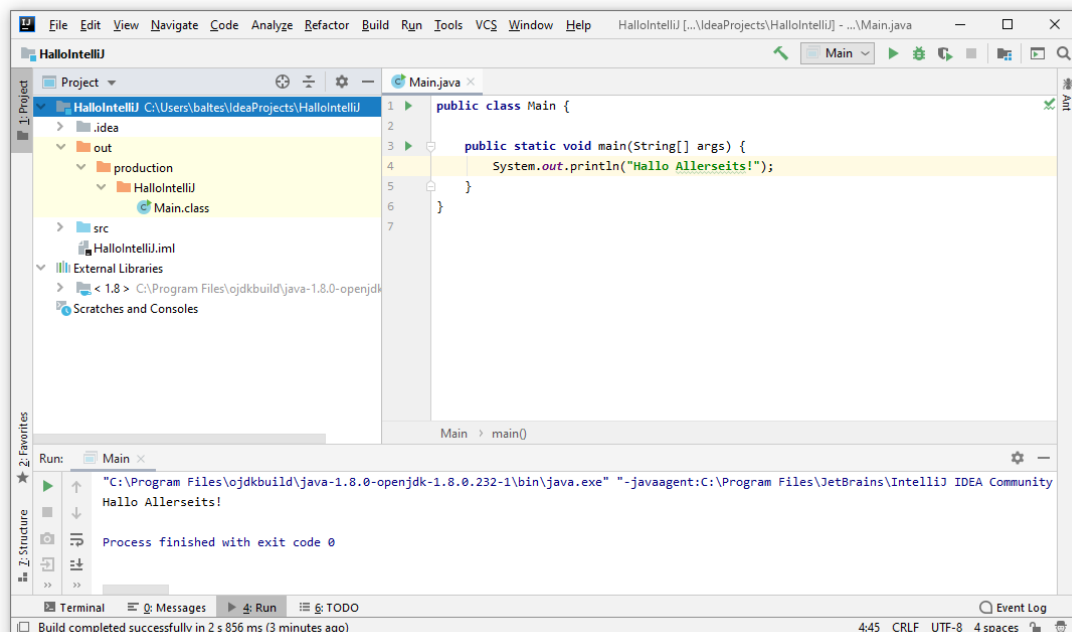 File Edit View Navigate Code Analyze Refactor Build Run Tools VCS Window Help HalloIntelliJ [...\IdeaProjects\HalloIntelliJ] - ...\Main.java
HalloIntelliJ
Main
1: Project
Project
HalloIntelliJ C:\Users\baltes\IdeaProjects\HalloIntelliJ
.idea
out
production
HalloIntelliJ
Main.class
src
HalloIntelliJ.iml
External Libraries
< 1.8 > C:\Program Files\ojdkbuild\java-1.8.0-openjdk
Scratches and Consoles
Main.java
1 public class Main {
2
3 public static void main(String[] args) {
4 System.out.println("Hallo Allerseits!");
5 }
6 }
7
Main > main()
Ant
2: Favorites
Z: Structure
Run: Main
"C:\Program Files\ojdkbuild\java-1.8.0-openjdk-1.8.0.232-1\bin\java.exe" "-javaagent:C:\Program Files\JetBrains\IntelliJ IDEA Community
Hallo Allerseits!
Process finished with exit code 0
Terminal 0: Messages 4: Run 6: TODO Event Log
Build completed successfully in 2 s 856 ms (3 minutes ago) 4:45 CRLF UTF-8 4 spaces